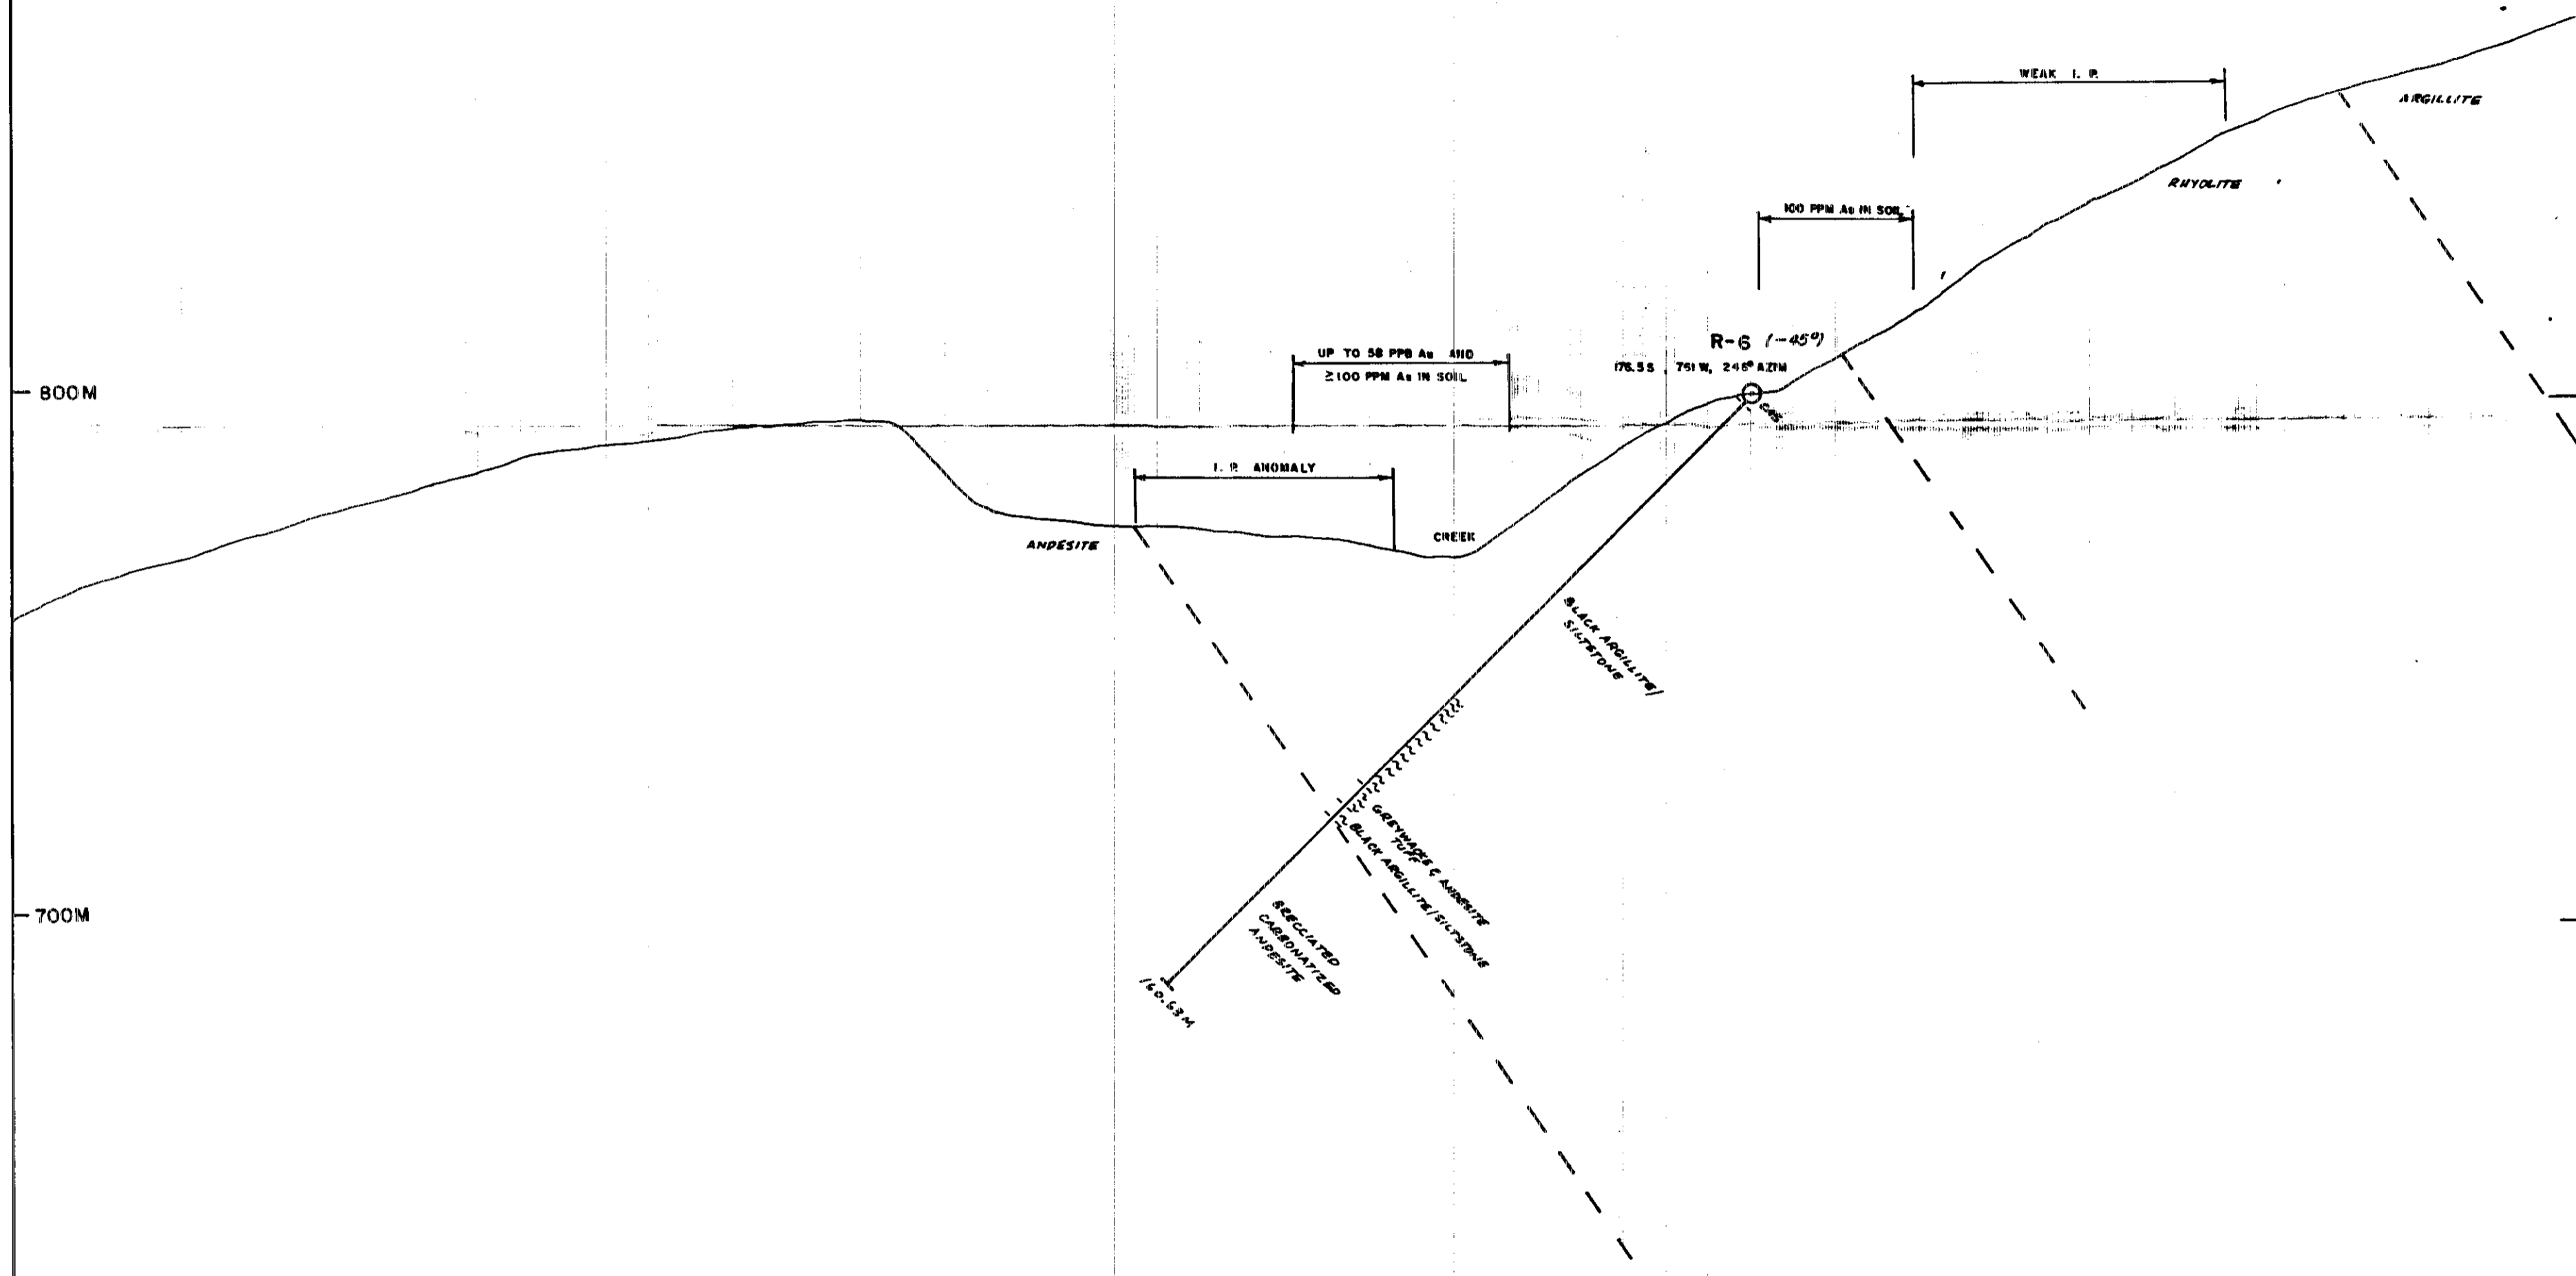 WEAK I. P.
ARGILLITE
RHYOLITE
100 PPM As IN SOIL
R-6 (-45°)
176.5 S , 751 W, 246° AZIM
CAS.
UP TO 58 PPB Au AND
≥100 PPM As IN SOIL
800M
I. P. ANOMALY
CREEK
ANDESITE
BLACK ARGILLITE/
SILTSTONE
GREYWACKE & ANDESITE
TUFF
BLACK ARGILLITE/SILTSTONE
700M
BRECCIATED
CARBONATIZED
ANDESITE
160.63M